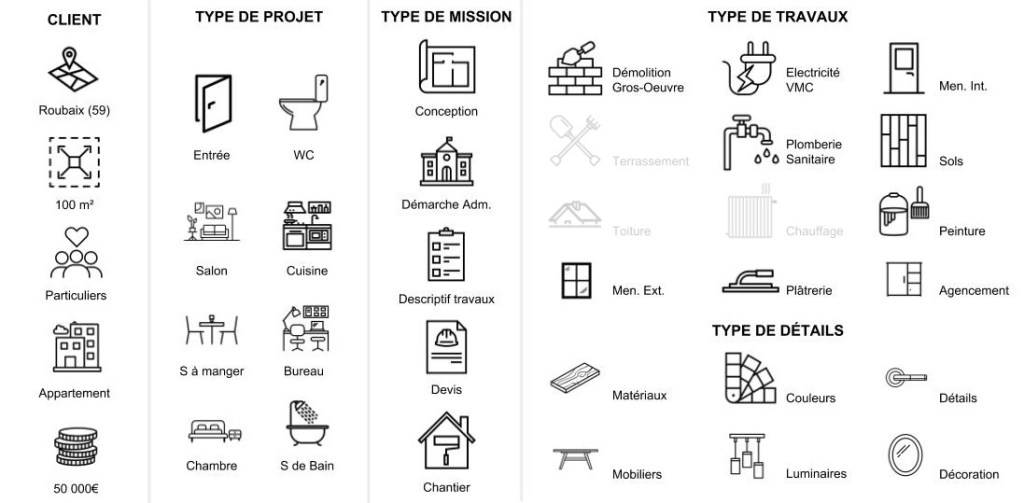 CLIENT
Roubaix (59)
100 m²
Particuliers
Appartement
50 000€
TYPE DE PROJET
Entrée
WC
Salon
Cuisine
S à manger
Bureau
Chambre
S de Bain
TYPE DE MISSION
Conception
Démarche Adm.
Descriptif travaux
Devis
Chantier
TYPE DE TRAVAUX
Démolition
Gros-Oeuvre
Electricité
VMC
Men. Int.
Terrassement
Plomberie
Sanitaire
Sols
Toiture
Chauffage
Peinture
Men. Ext.
Plâtrerie
Agencement
TYPE DE DÉTAILS
Matériaux
Couleurs
Détails
Mobiliers
Luminaires
Décoration